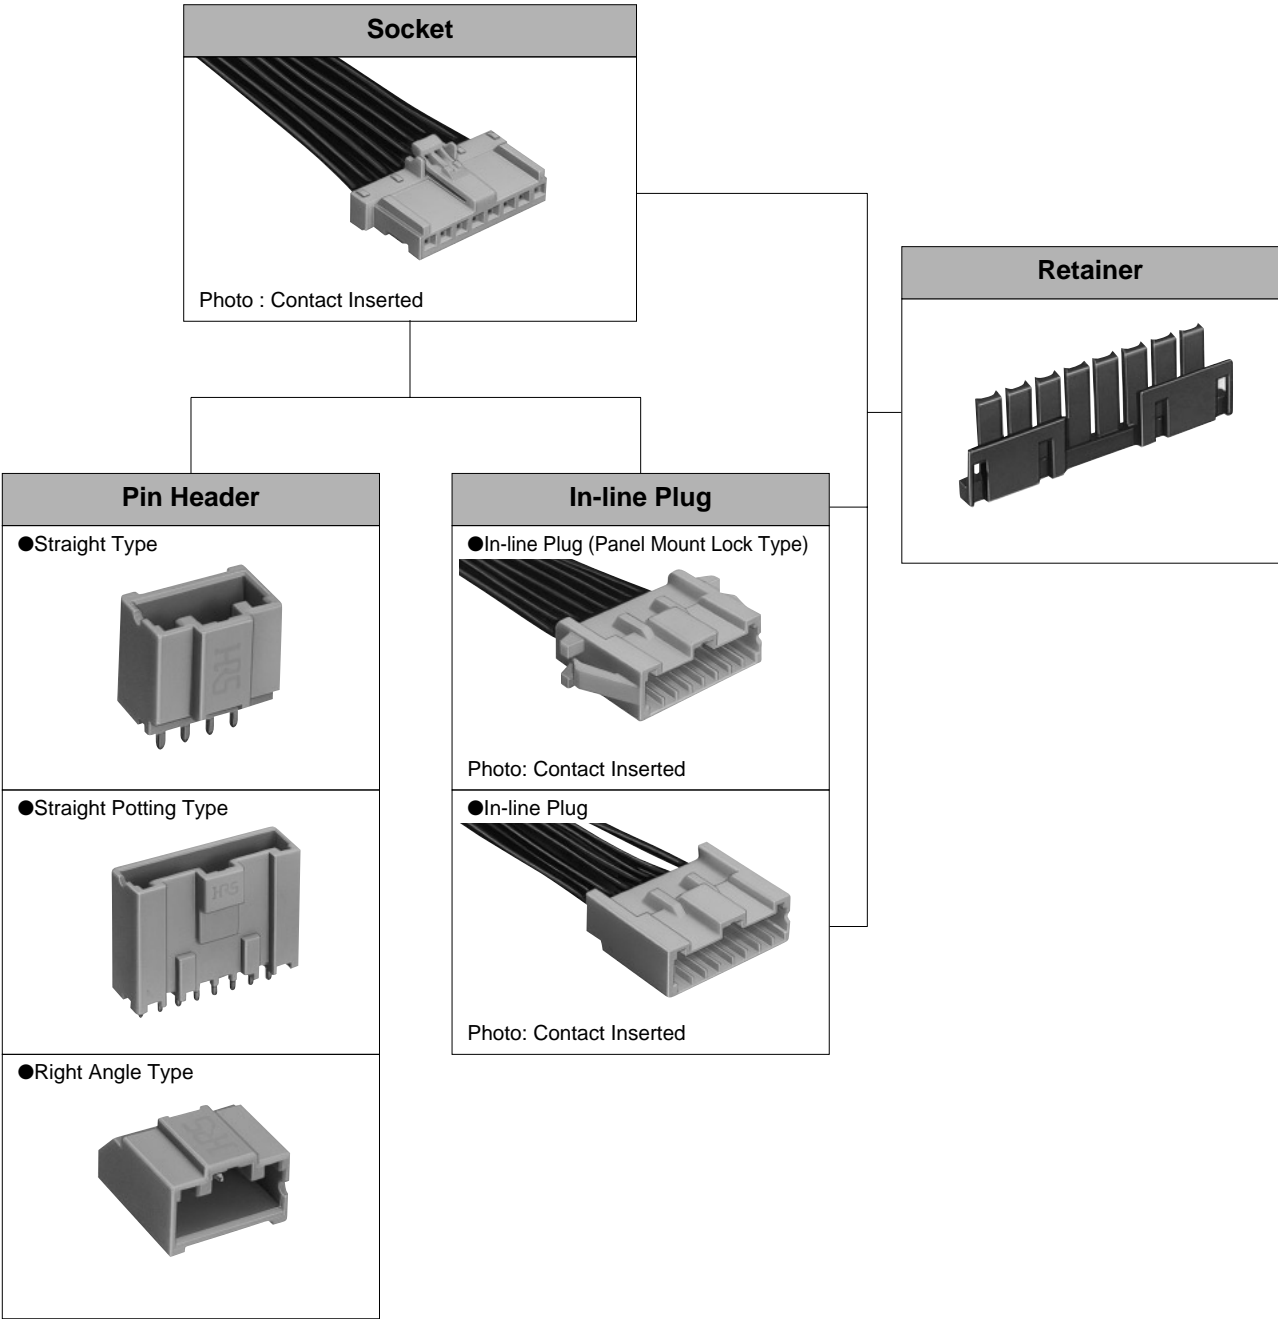 Socket
Photo : Contact Inserted
Retainer
Pin Header
●Straight Type
HRS
●Straight Potting Type
HRS
●Right Angle Type
HRS
In-line Plug
●In-line Plug (Panel Mount Lock Type)
Photo: Contact Inserted
●In-line Plug
Photo: Contact Inserted